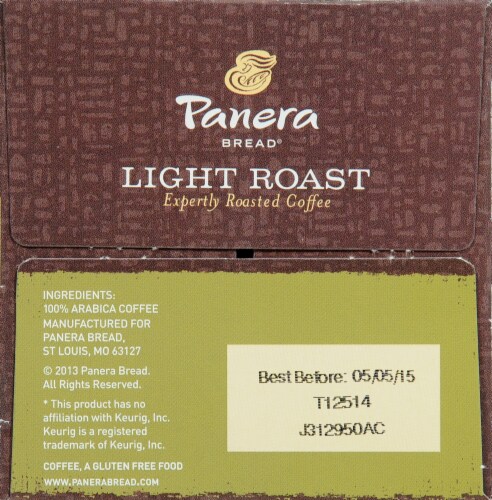 Panera
BREAD®
LIGHT ROAST
Expertly Roasted Coffee
INGREDIENTS:
100% ARABICA COFFEE
MANUFACTURED FOR
PANERA BREAD,
ST LOUIS, MO 63127
© 2013 Panera Bread.
All Rights Reserved.
* This product has no
affiliation with Keurig, Inc.
Keurig is a registered
trademark of Keurig, Inc.
COFFEE, A GLUTEN FREE FOOD
WWW.PANERABREAD.COM
Best Before: 05/05/15
T12514
J312950AC